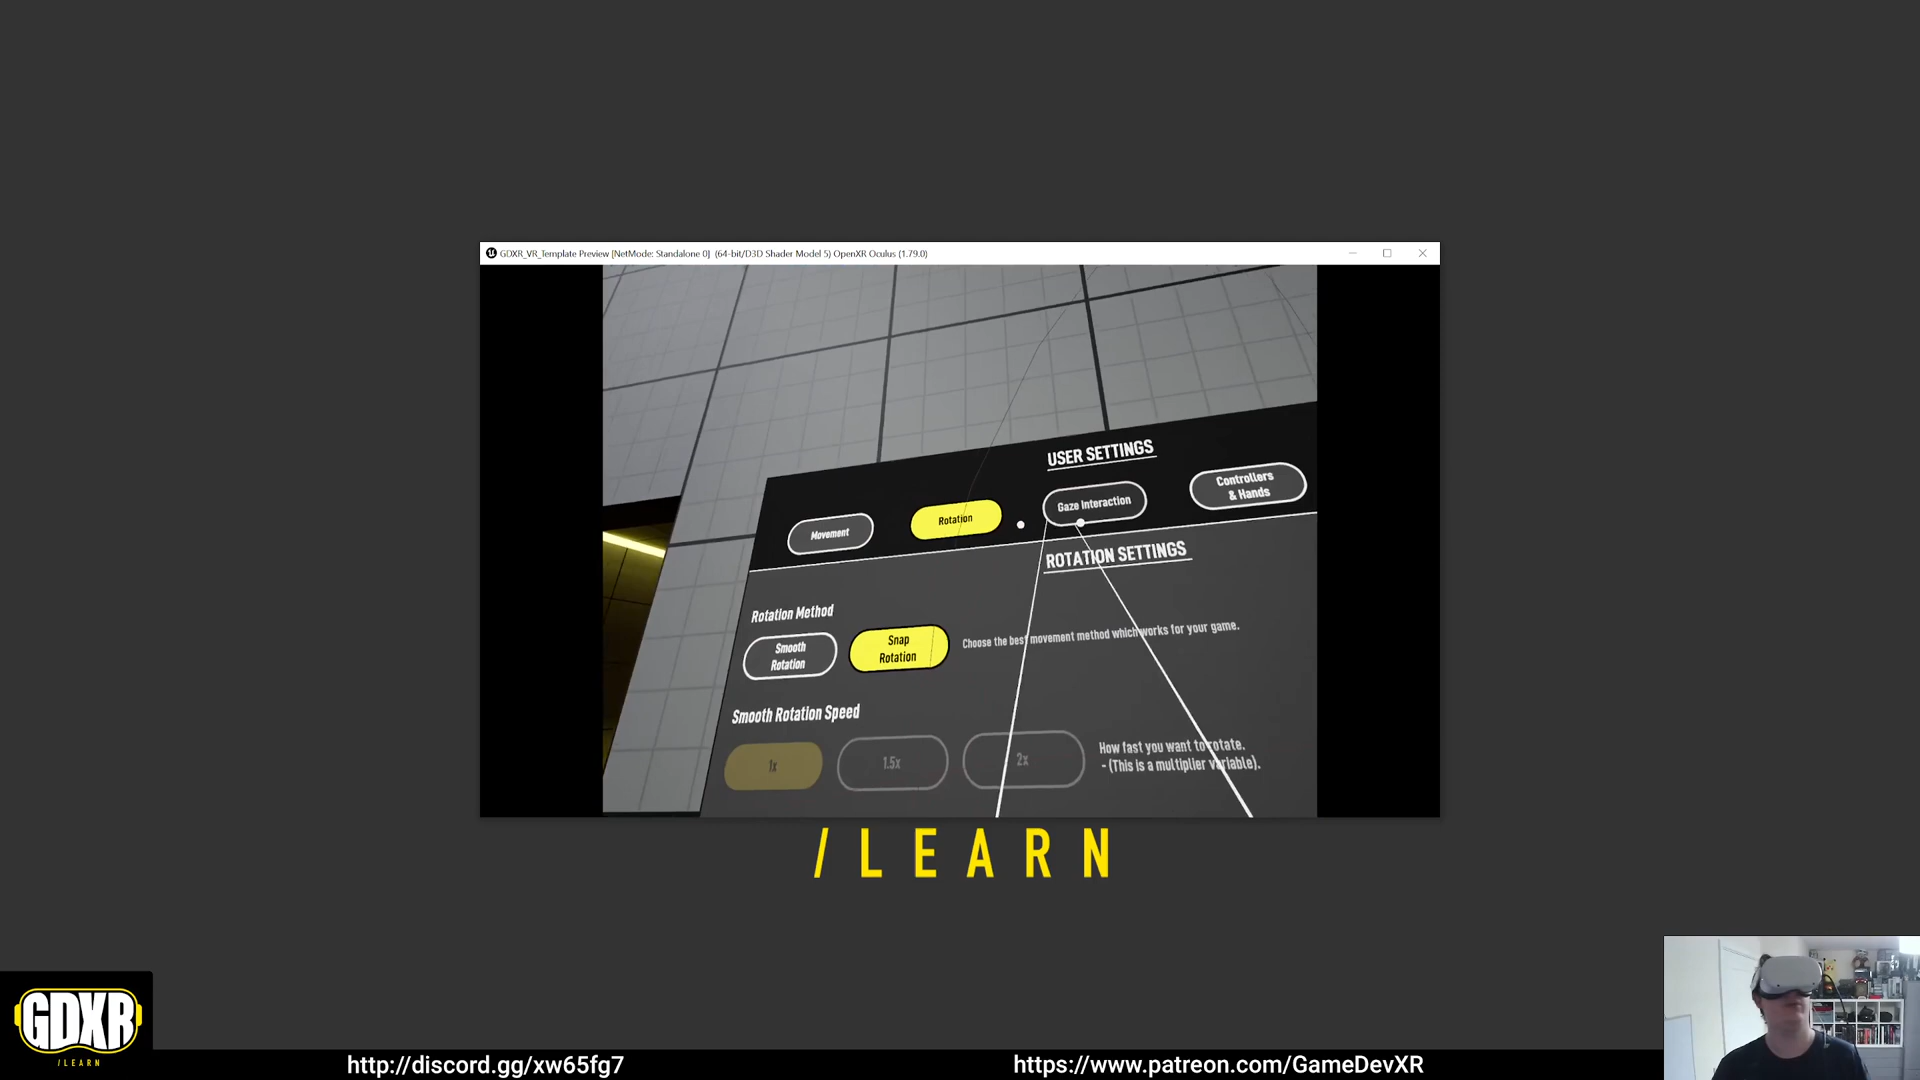 GDXR_VR_Template Preview [NetMode: Standalone 0] (64-bit/D3D Shader Model 5) OpenXR Oculus (1.79.0)
USER SETTINGS
Movement
Rotation
Gaze Interaction
Controllers
& Hands
ROTATION SETTINGS
Rotation Method
Smooth
Rotation
Snap
Rotation
Choose the best movement method which works for your game.
Smooth Rotation Speed
1x
1.5x
2x
How fast you want to rotate.
- (This is a multiplier variable).
/LEARN
GDXR
/LEARN
http://discord.gg/xw65fg7
https://www.patreon.com/GameDevXR